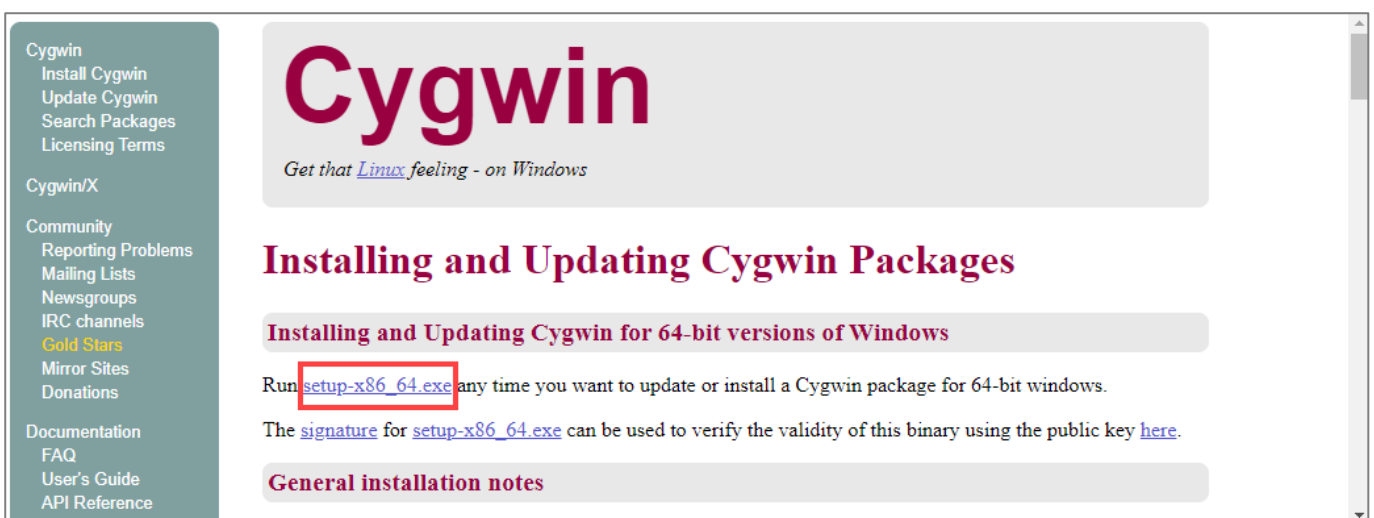 Cygwin
Install Cygwin
Update Cygwin
Search Packages
Licensing Terms
Cygwin/X
Community
Reporting Problems
Mailing Lists
Newsgroups
IRC channels
Gold Stars
Mirror Sites
Donations
Documentation
FAQ
User's Guide
API Reference
Cygwin
Get that Linux feeling - on Windows
Installing and Updating Cygwin Packages
Installing and Updating Cygwin for 64-bit versions of Windows
Run setup-x86_64.exe any time you want to update or install a Cygwin package for 64-bit windows.
The signature for setup-x86_64.exe can be used to verify the validity of this binary using the public key here.
General installation notes